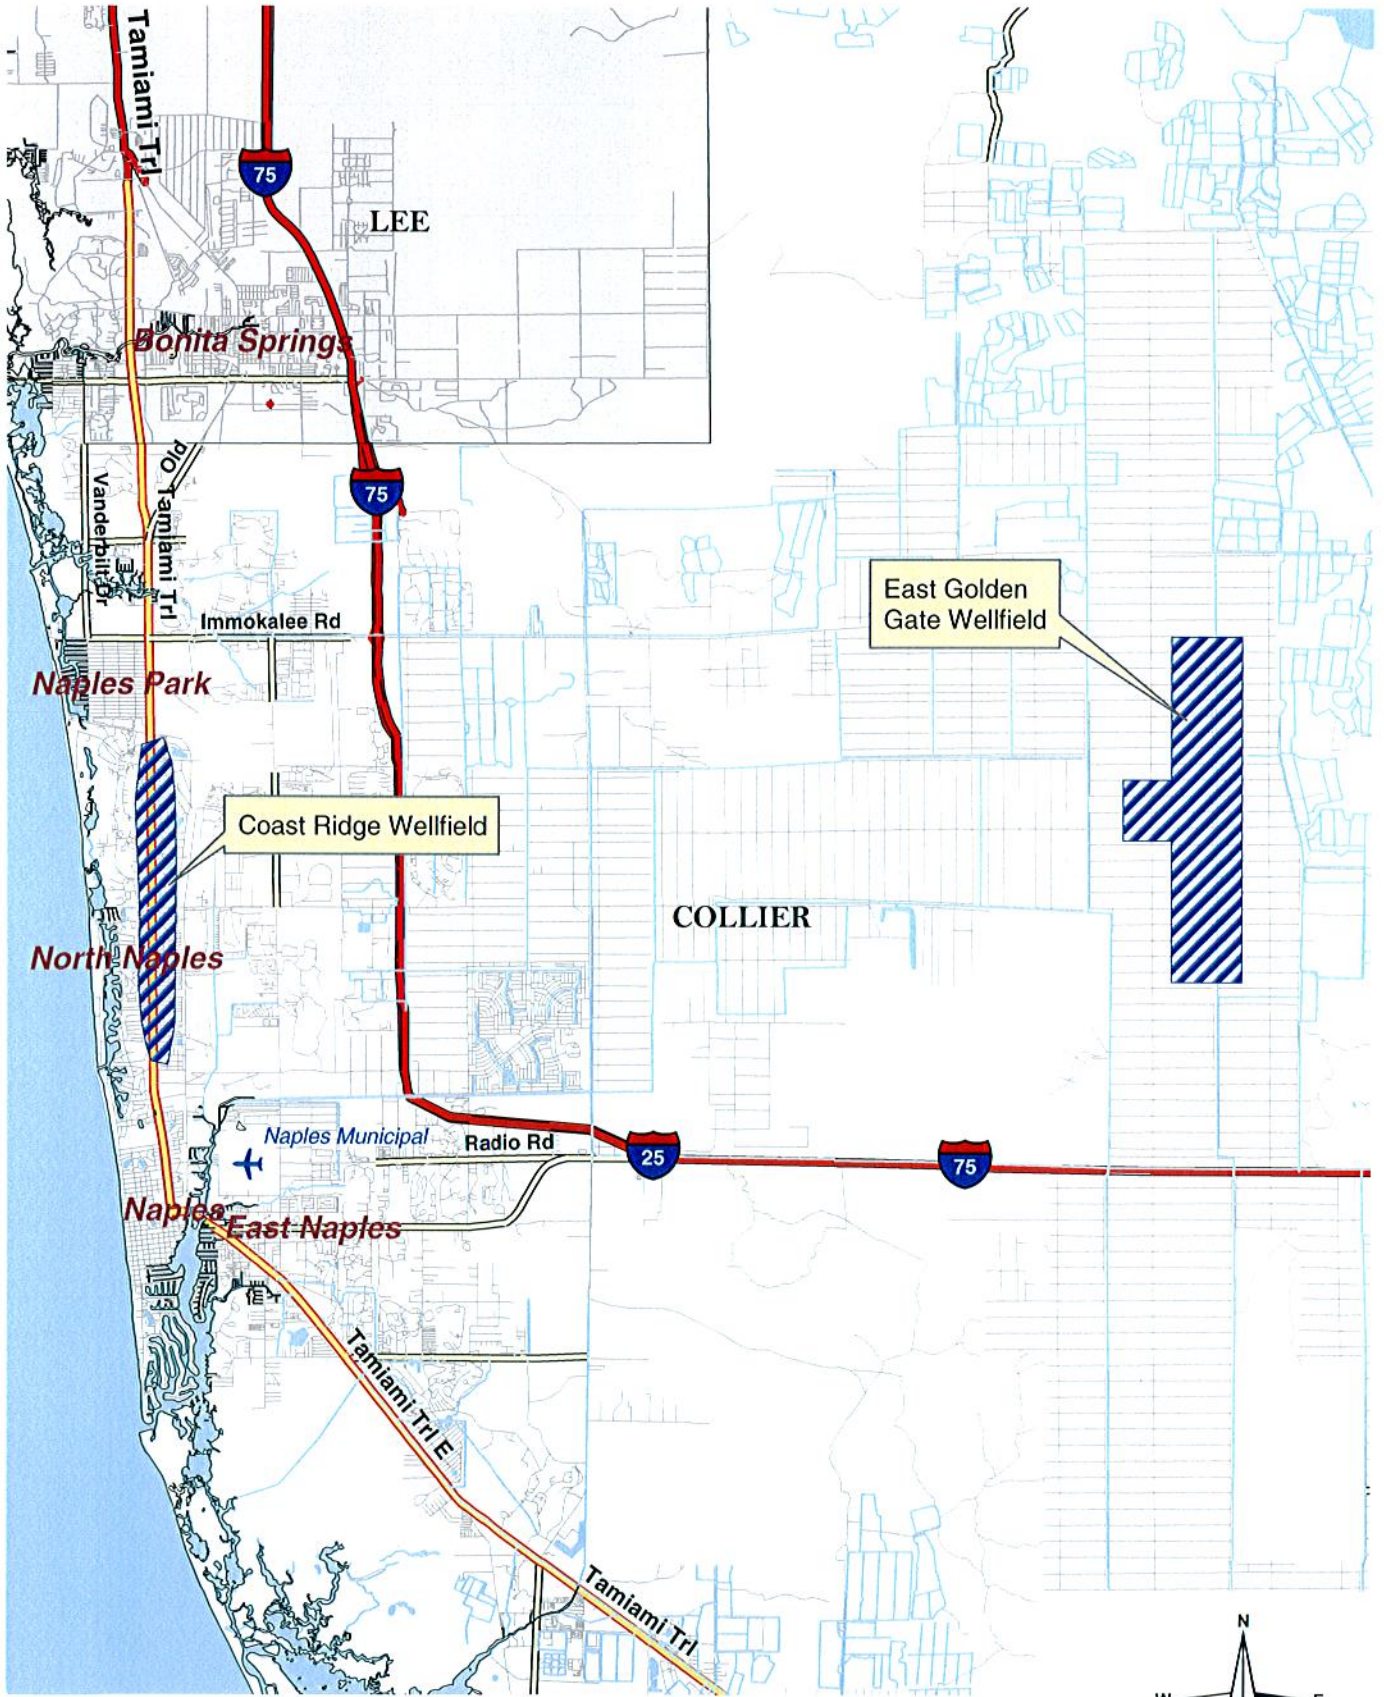 Tamiami Trl
75
LEE
Bonita Springs
Old
75
Vanderbilt Dr
Tamiami Trl
East Golden
Gate Wellfield
Immokalee Rd
Naples Park
Coast Ridge Wellfield
COLLIER
North Naples
Naples Municipal
Radio Rd
25
75
Naples
East Naples
Tamiami Trl E
Tamiami Trl
N
W
E